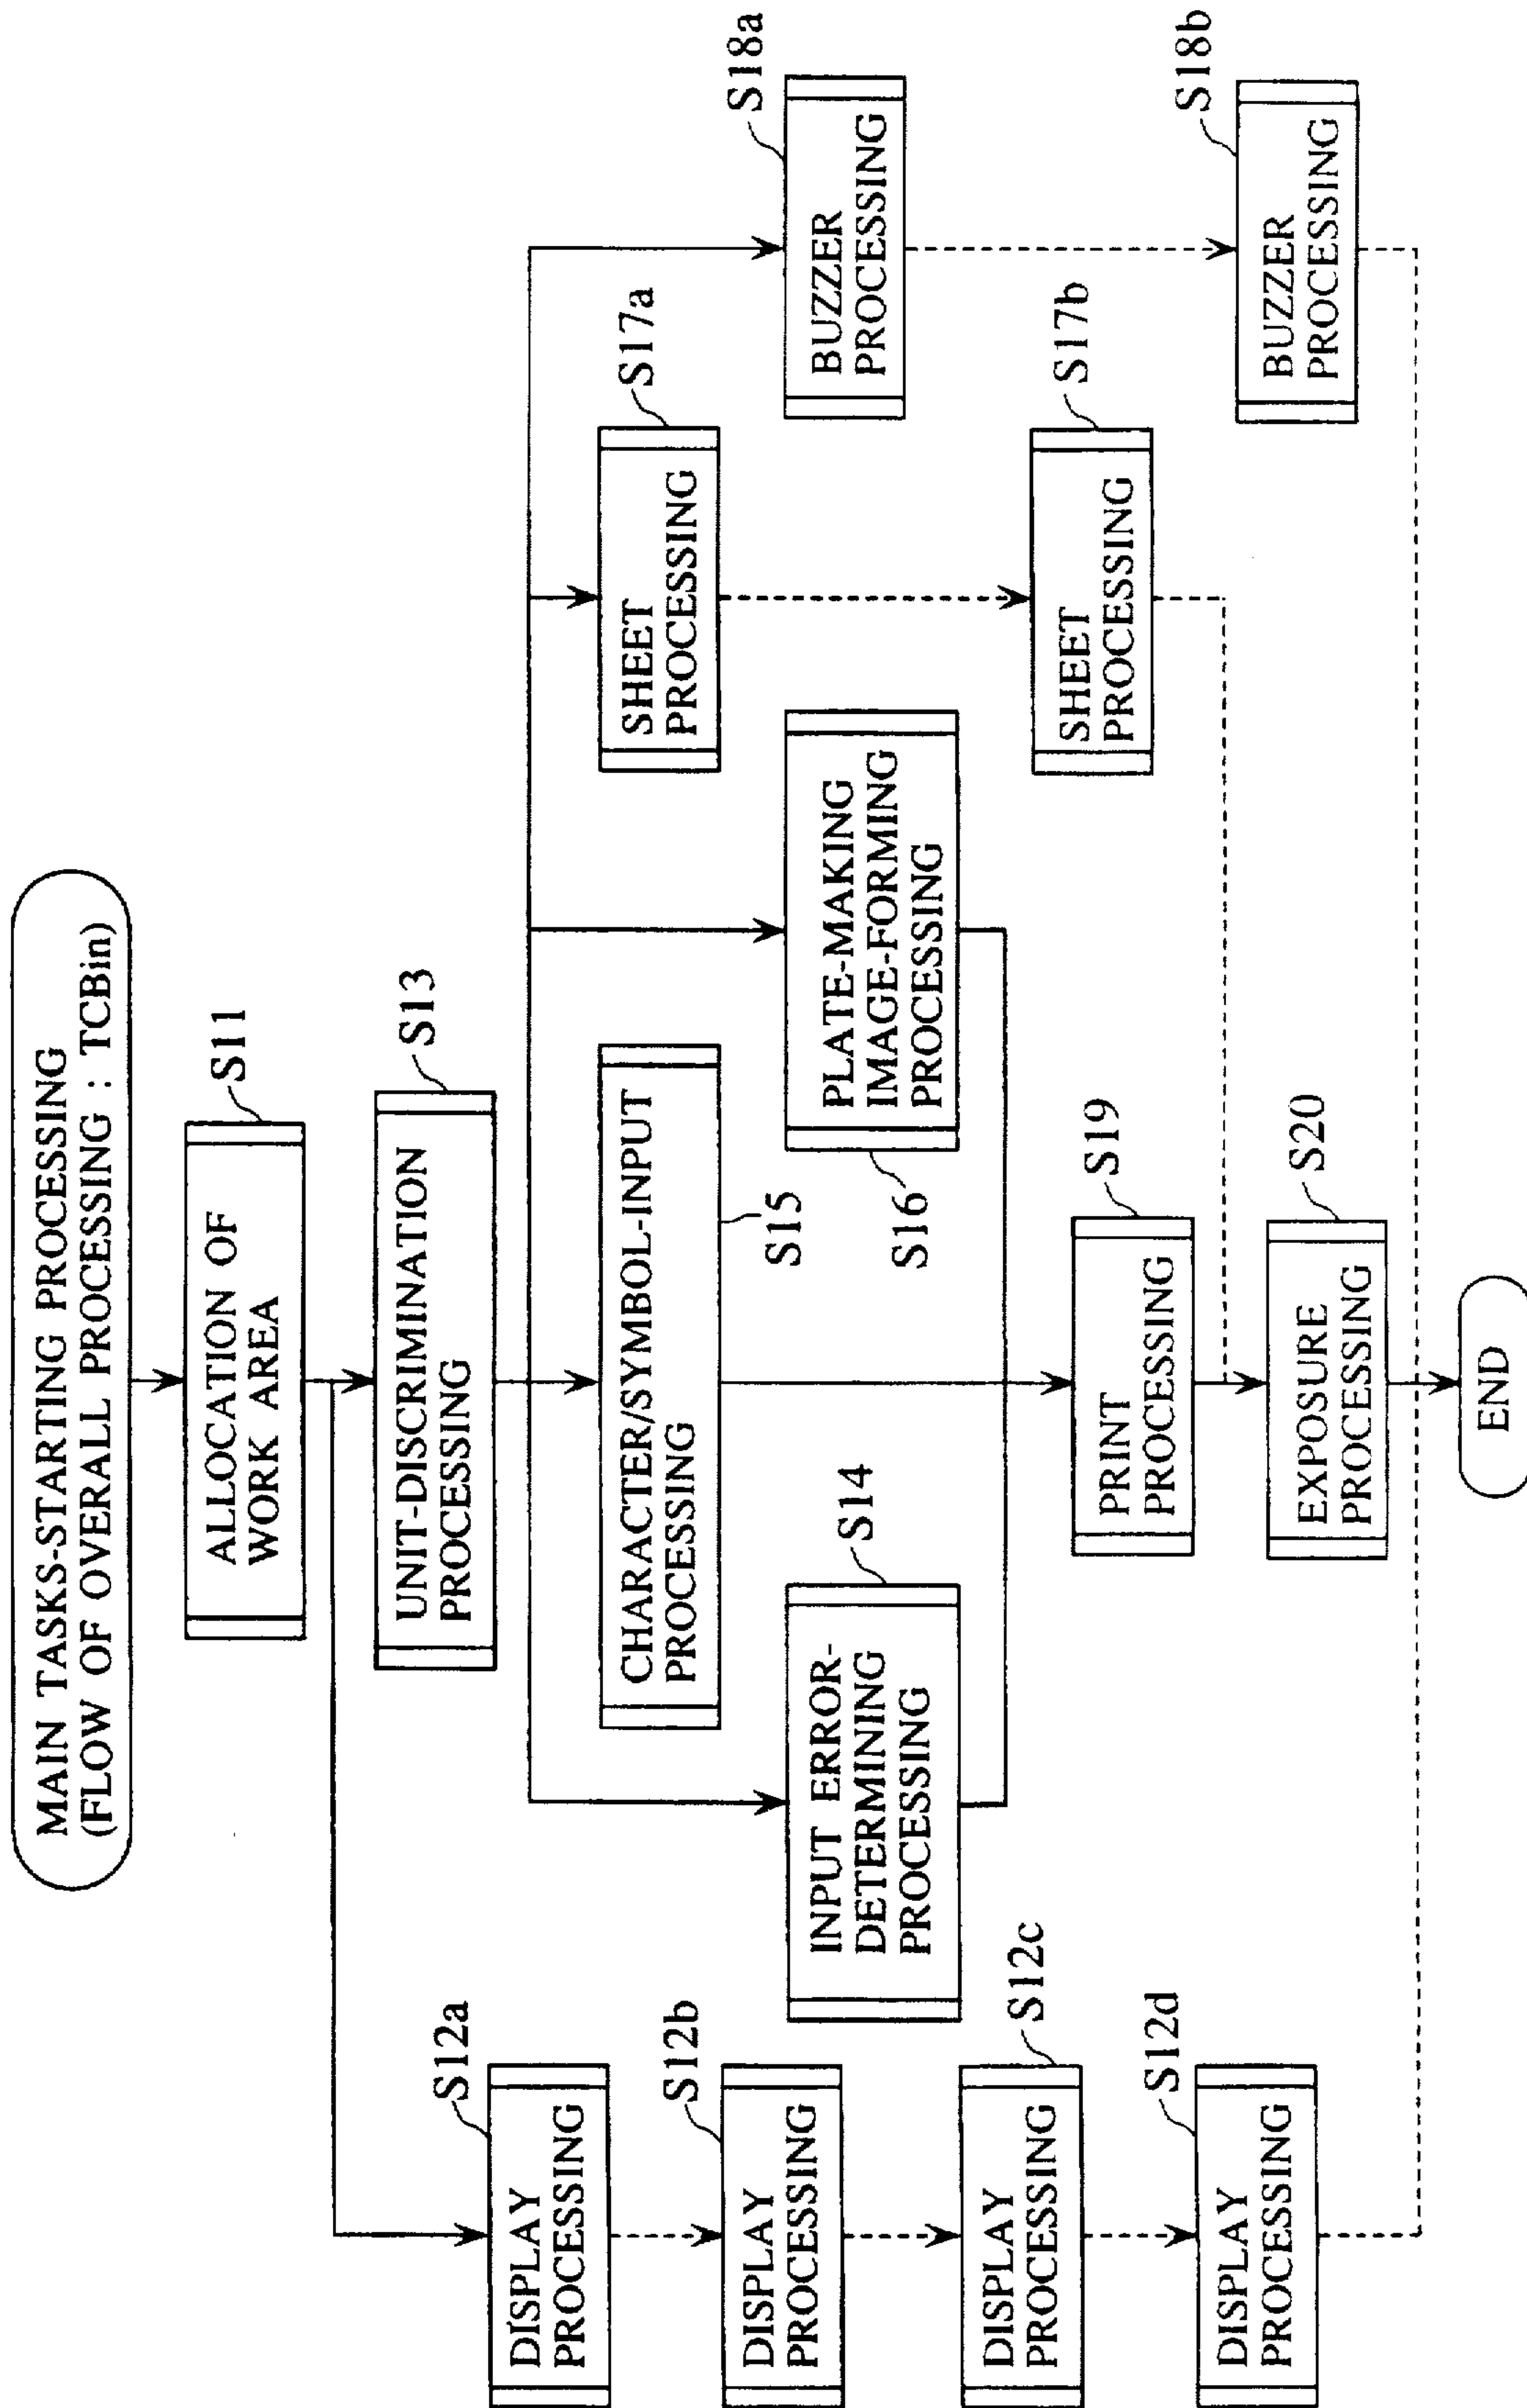 MAIN TASKS-STARTING PROCESSING
(FLOW OF OVERALL PROCESSING : TCBin)
S11
ALLOCATION OF
WORK AREA
S13
UNIT-DISCRIMINATION
PROCESSING
S12a
DISPLAY
PROCESSING
S12b
DISPLAY
PROCESSING
S12c
DISPLAY
PROCESSING
S12d
DISPLAY
PROCESSING
S14
INPUT ERROR-
DETERMINING
PROCESSING
CHARACTER/SYMBOL-INPUT
PROCESSING
S15
PLATE-MAKING
IMAGE-FORMING
PROCESSING
S16
S17a
SHEET
PROCESSING
S17b
SHEET
PROCESSING
S18a
BUZZER
PROCESSING
S18b
BUZZER
PROCESSING
S19
PRINT
PROCESSING
S20
EXPOSURE
PROCESSING
END